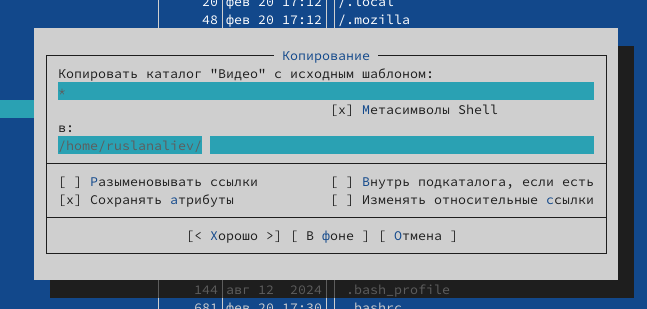 20 фев 20 17:12 /.local
48 фев 20 17:12 /.mozilla
Копирование
Копировать каталог "Видео" с исходным шаблоном:
*
[x] Метасимволы Shell
в:
/home/ruslanaliev/
[ ] Разыменовывать ссылки [ ] Внутрь подкаталога, если есть
[x] Сохранять атрибуты [ ] Изменять относительные ссылки
[< Хорошо >] [ В фоне ] [ Отмена ]
144 авг 12 2024 .bash_profile
681 фев 20 17:30 .bashrc